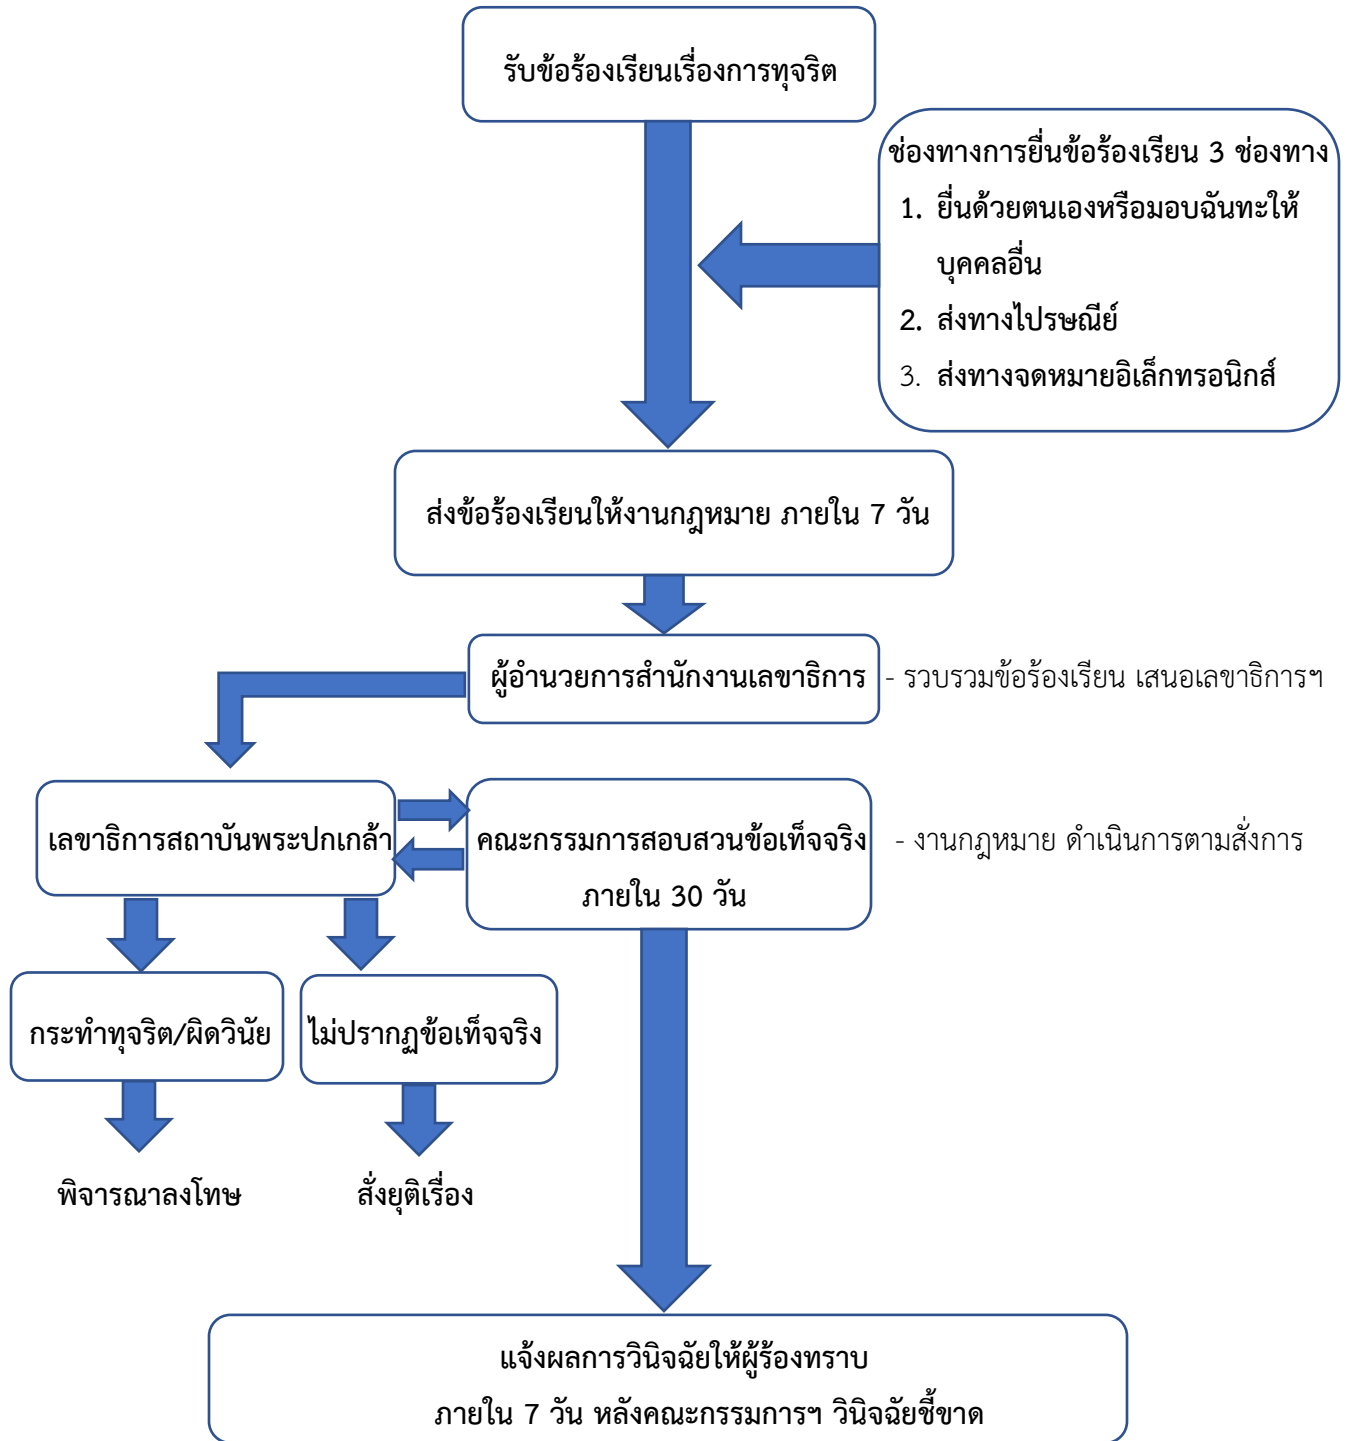 รับข้อร้องเรียนเรื่องการทุจริต
ช่องทางการยื่นข้อร้องเรียน 3 ช่องทาง
1. ยื่นด้วยตนเองหรือมอบฉันทะให้
บุคคลอื่น
2. ส่งทางไปรษณีย์
3. ส่งทางจดหมายอิเล็กทรอนิกส์
ส่งข้อร้องเรียนให้งานกฎหมาย ภายใน 7 วัน
ผู้อำนวยการสำนักงานเลขาธิการ
- รวบรวมข้อร้องเรียน เสนอเลขาธิการฯ
เลขาธิการสถาบันพระปกเกล้า
คณะกรรมการสอบสวนข้อเท็จจริง
ภายใน 30 วัน
- งานกฎหมาย ดำเนินการตามสั่งการ
กระทำทุจริต/ผิดวินัย
ไม่ปรากฏข้อเท็จจริง
พิจารณาลงโทษ
สั่งยุติเรื่อง
แจ้งผลการวินิจฉัยให้ผู้ร้องทราบ
ภายใน 7 วัน หลังคณะกรรมการฯ วินิจฉัยชี้ขาด